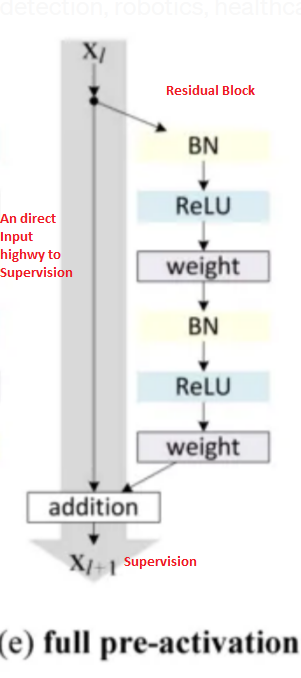 detection, robotics, healthca
X_l
Residual Block
BN
ReLU
An direct
Input
highwy to
Supervision
weight
BN
ReLU
weight
addition
X_{l+1} Supervision
(e) full pre-activation